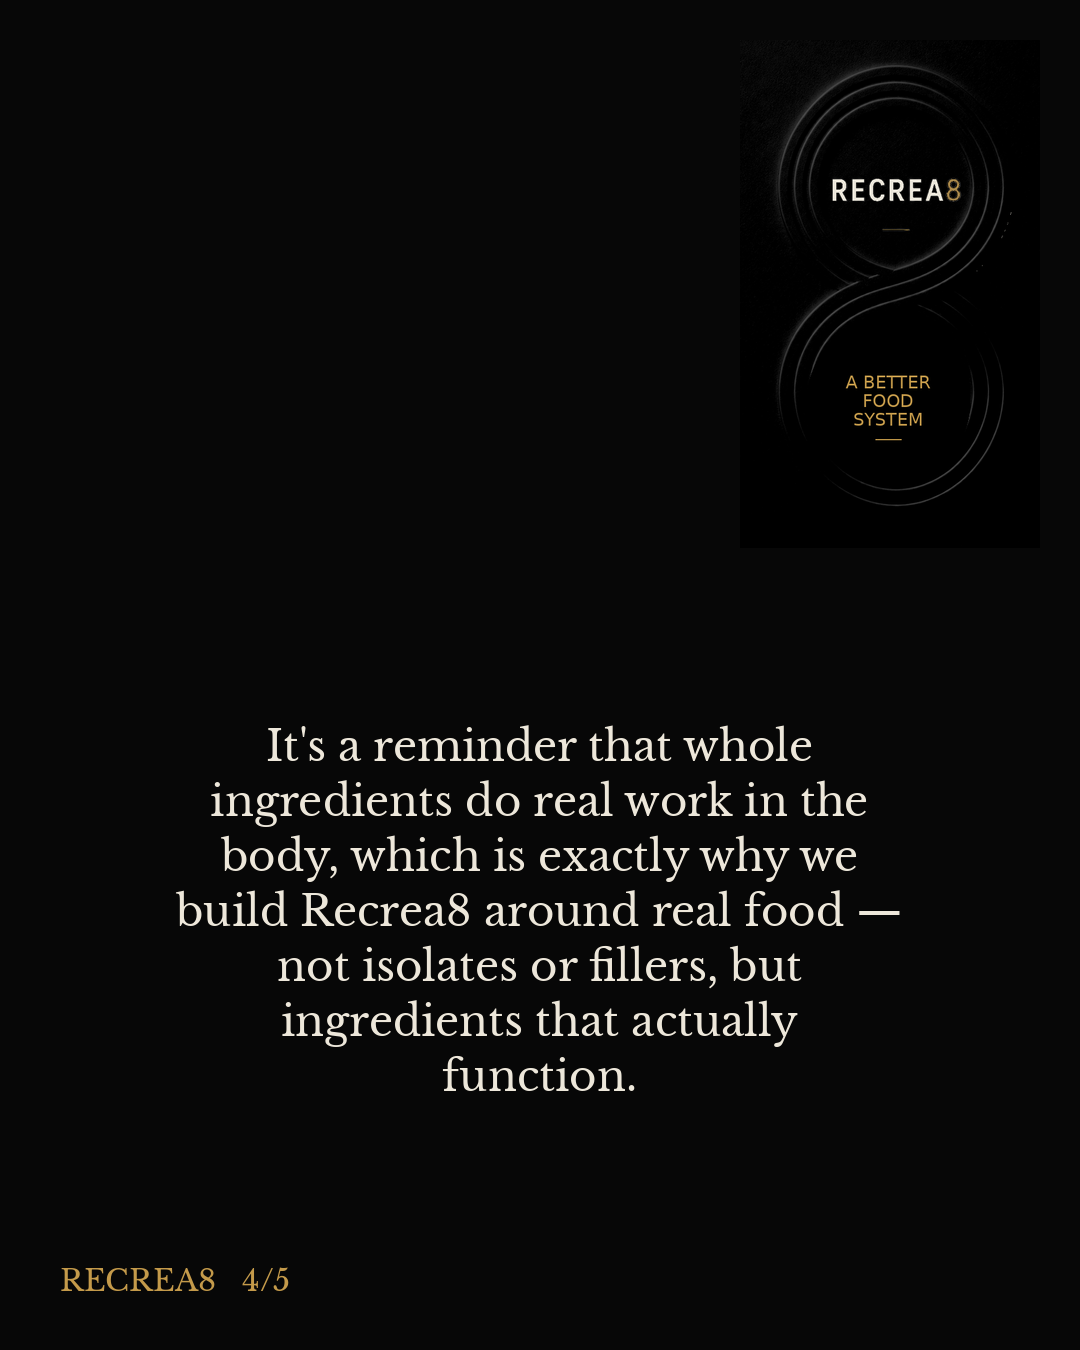 RECREA8
A BETTER
FOOD
SYSTEM
It's a reminder that whole
ingredients do real work in the
body, which is exactly why we
build Recrea8 around real food —
not isolates or fillers, but
ingredients that actually
function.
RECREA8 4/5